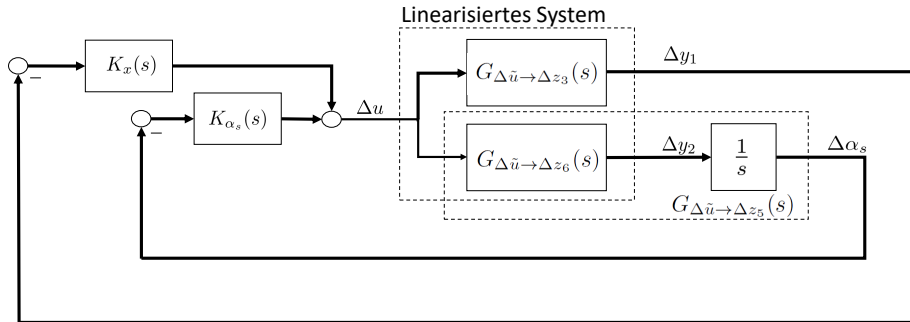 Linearisiertes System
K_x(s)
G_{Δũ→Δz_3}(s)
Δy_1
−
K_{α_s}(s)
Δu
−
G_{Δũ→Δz_6}(s)
Δy_2
1/s
Δα_s
G_{Δũ→Δz_5}(s)